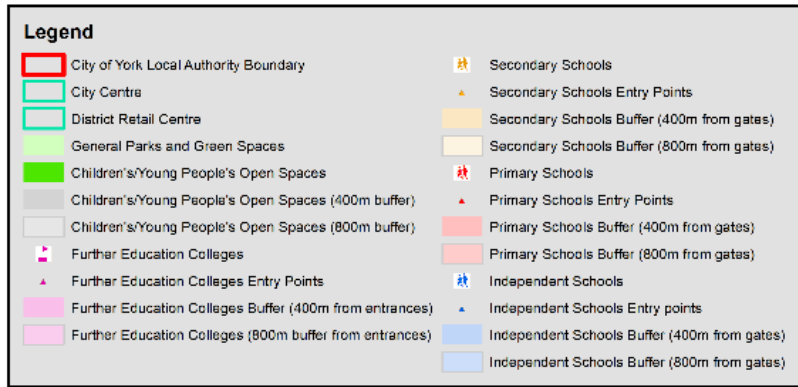 Legend
City of York Local Authority Boundary
City Centre
District Retail Centre
General Parks and Green Spaces
Children's/Young People's Open Spaces
Children's/Young People's Open Spaces (400m buffer)
Children's/Young People's Open Spaces (800m buffer)
Further Education Colleges
Further Education Colleges Entry Points
Further Education Colleges Buffer (400m from entrances)
Further Education Colleges (800m buffer from entrances)
Secondary Schools
Secondary Schools Entry Points
Secondary Schools Buffer (400m from gates)
Secondary Schools Buffer (800m from gates)
Primary Schools
Primary Schools Entry Points
Primary Schools Buffer (400m from gates)
Primary Schools Buffer (800m from gates)
Independent Schools
Independent Schools Entry points
Independent Schools Buffer (400m from gates)
Independent Schools Buffer (800m from gates)